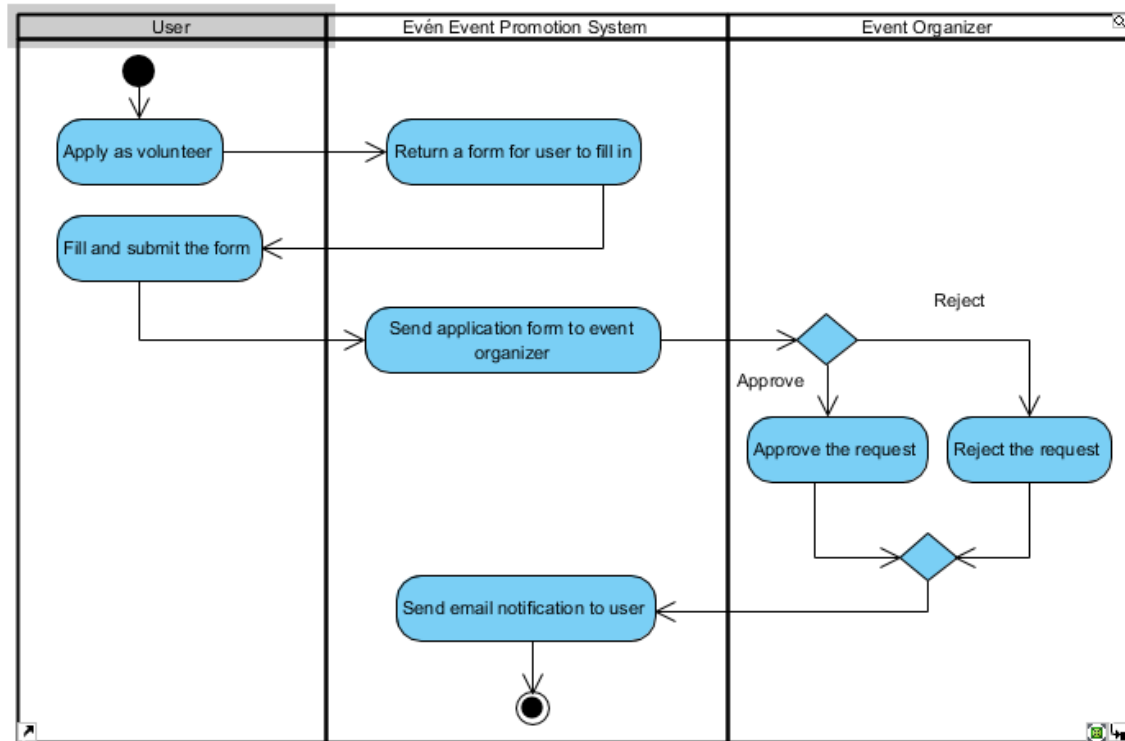 User
Evén Event Promotion System
Event Organizer
Apply as volunteer
Return a form for user to fill in
Fill and submit the form
Send application form to event
organizer
Reject
Approve
Approve the request
Reject the request
Send email notification to user